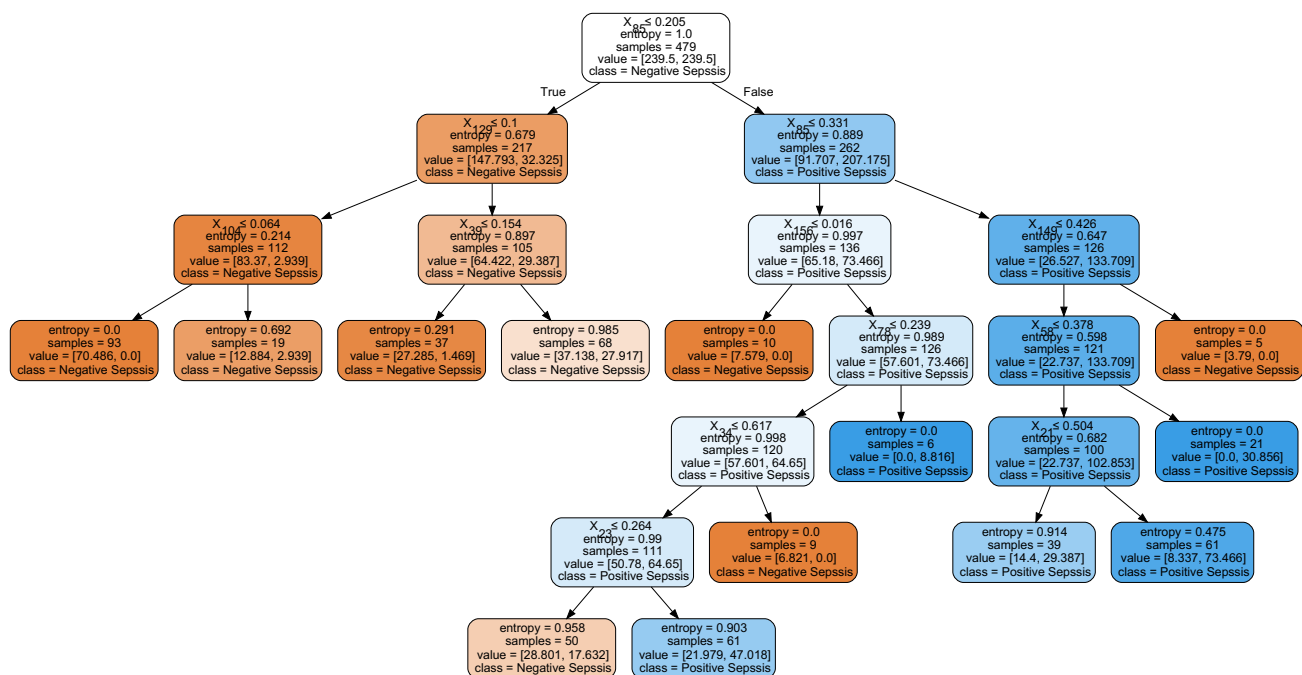 X85 ≤ 0.205
entropy = 1.0
samples = 479
value = [239.5, 239.5]
class = Negative Sepssis
True
False
X129 ≤ 0.1
entropy = 0.679
samples = 217
value = [147.793, 32.325]
class = Negative Sepssis
X85 ≤ 0.331
entropy = 0.889
samples = 262
value = [91.707, 207.175]
class = Positive Sepssis
X104 ≤ 0.064
entropy = 0.214
samples = 112
value = [83.37, 2.939]
class = Negative Sepssis
X39 ≤ 0.154
entropy = 0.897
samples = 105
value = [64.422, 29.387]
class = Negative Sepssis
X156 ≤ 0.016
entropy = 0.997
samples = 136
value = [65.18, 73.466]
class = Positive Sepssis
X149 ≤ 0.426
entropy = 0.647
samples = 126
value = [26.527, 133.709]
class = Positive Sepssis
entropy = 0.0
samples = 93
value = [70.486, 0.0]
class = Negative Sepssis
entropy = 0.692
samples = 19
value = [12.884, 2.939]
class = Negative Sepssis
entropy = 0.291
samples = 37
value = [27.285, 1.469]
class = Negative Sepssis
entropy = 0.985
samples = 68
value = [37.138, 27.917]
class = Negative Sepssis
entropy = 0.0
samples = 10
value = [7.579, 0.0]
class = Negative Sepssis
X78 ≤ 0.239
entropy = 0.989
samples = 126
value = [57.601, 73.466]
class = Positive Sepssis
X58 ≤ 0.378
entropy = 0.598
samples = 121
value = [22.737, 133.709]
class = Positive Sepssis
entropy = 0.0
samples = 5
value = [3.79, 0.0]
class = Negative Sepssis
X34 ≤ 0.617
entropy = 0.998
samples = 120
value = [57.601, 64.65]
class = Positive Sepssis
entropy = 0.0
samples = 6
value = [0.0, 8.816]
class = Positive Sepssis
X21 ≤ 0.504
entropy = 0.682
samples = 100
value = [22.737, 102.853]
class = Positive Sepssis
entropy = 0.0
samples = 21
value = [0.0, 30.856]
class = Positive Sepssis
X23 ≤ 0.264
entropy = 0.99
samples = 111
value = [50.78, 64.65]
class = Positive Sepssis
entropy = 0.0
samples = 9
value = [6.821, 0.0]
class = Negative Sepssis
entropy = 0.914
samples = 39
value = [14.4, 29.387]
class = Positive Sepssis
entropy = 0.475
samples = 61
value = [8.337, 73.466]
class = Positive Sepssis
entropy = 0.958
samples = 50
value = [28.801, 17.632]
class = Negative Sepssis
entropy = 0.903
samples = 61
value = [21.979, 47.018]
class = Positive Sepssis